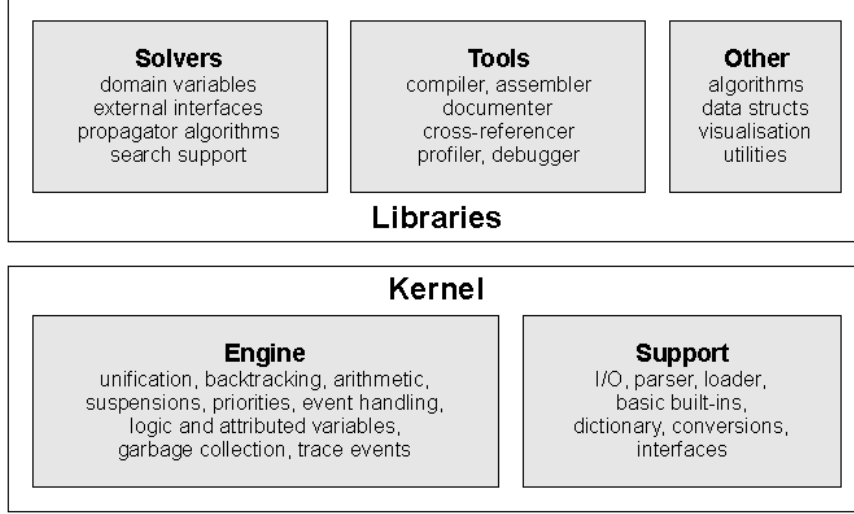 Solvers
domain variables
external interfaces
propagator algorithms
search support
Tools
compiler, assembler
documenter
cross-referencer
profiler, debugger
Other
algorithms
data structs
visualisation
utilities
Libraries
Kernel
Engine
unification, backtracking, arithmetic,
suspensions, priorities, event handling,
logic and attributed variables,
garbage collection, trace events
Support
I/O, parser, loader,
basic built-ins,
dictionary, conversions,
interfaces